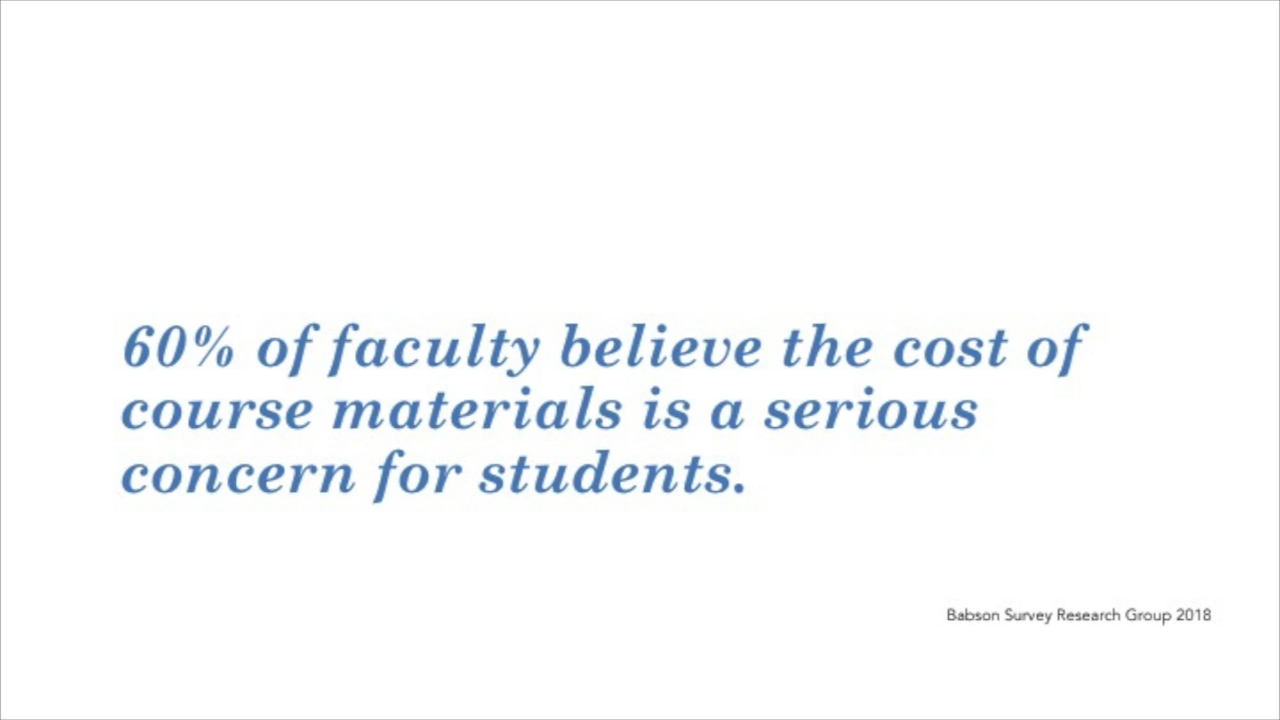 60% of faculty believe the cost of
course materials is a serious
concern for students.
Babson Survey Research Group 2018